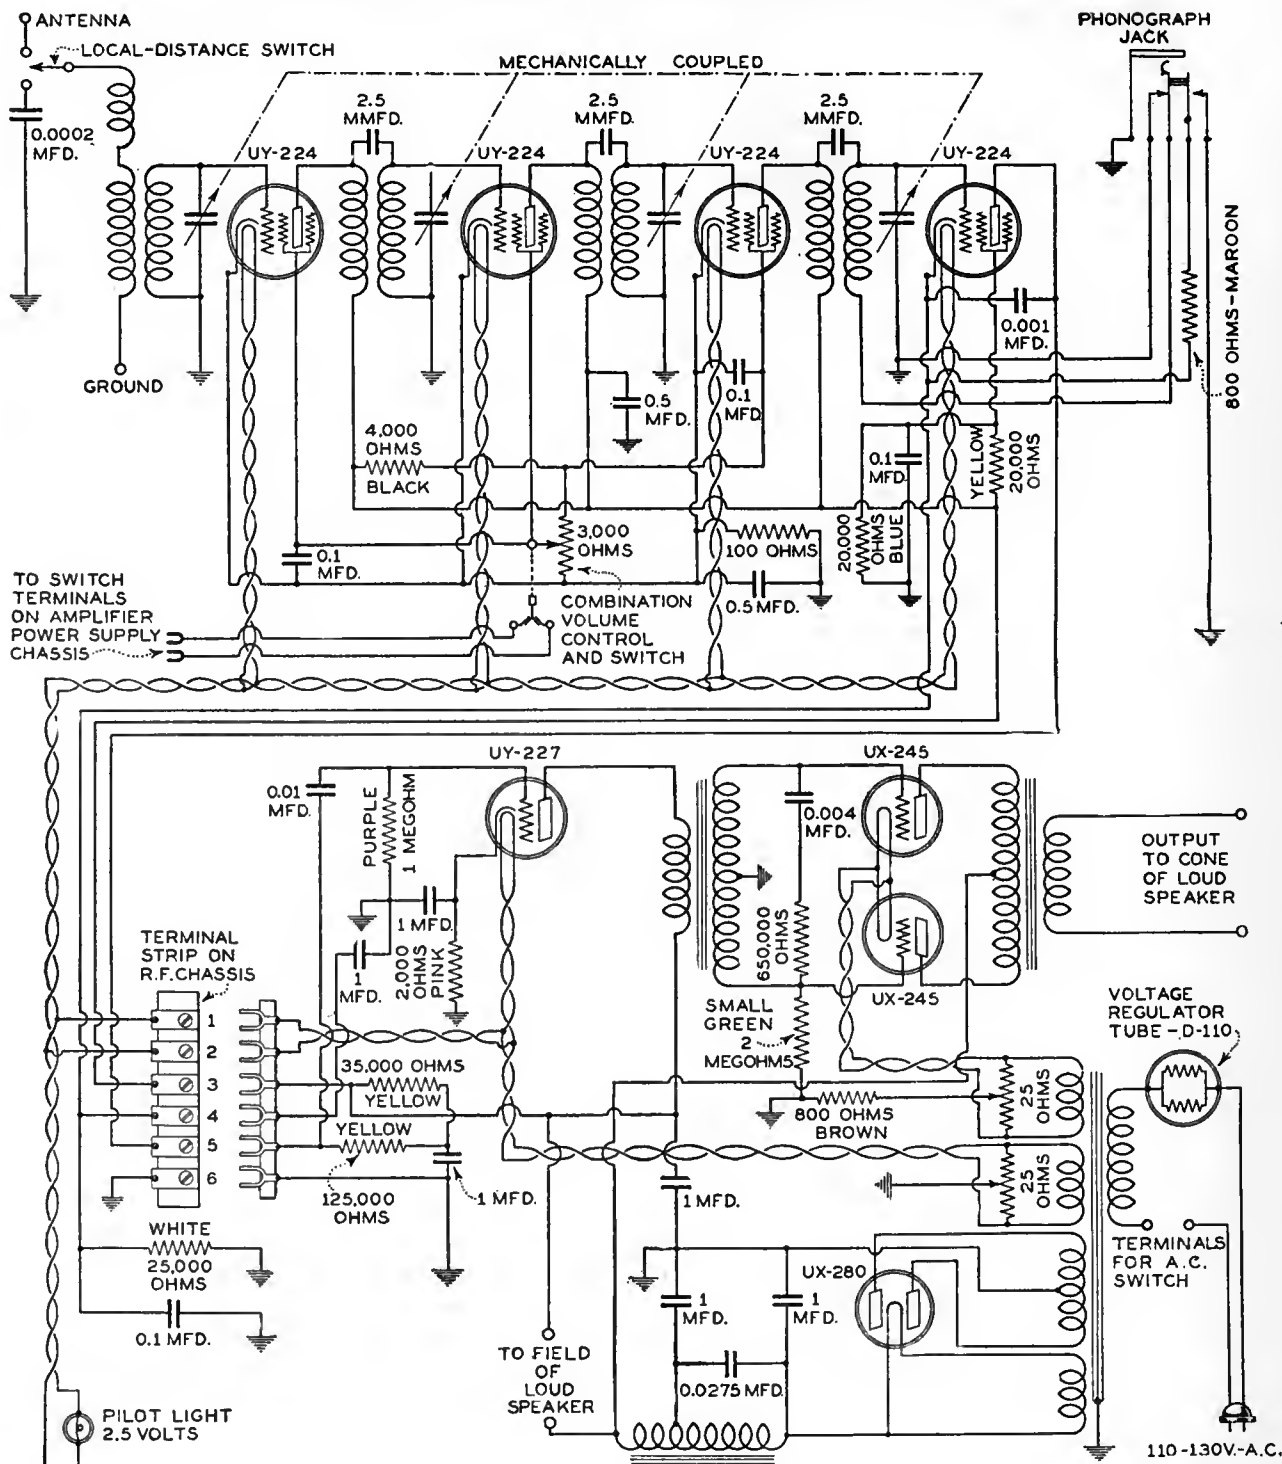 ANTENNA
LOCAL-DISTANCE SWITCH
0.0002
MFD.
GROUND
MECHANICALLY COUPLED
2.5
MMFD.
2.5
MMFD.
2.5
MMFD.
UY-224
UY-224
UY-224
UY-224
PHONOGRAPH
JACK
800 OHMS-MAROON
0.001
MFD.
0.5
MFD.
0.1
MFD
4,000
OHMS
BLACK
0.1
MFD.
3,000
OHMS
100 OHMS
0.5 MFD.
0.1
MFD.
20,000
OHMS
BLUE
YELLOW
20,000
OHMS
TO SWITCH
TERMINALS
ON AMPLIFIER
POWER SUPPLY
CHASSIS
COMBINATION
VOLUME
CONTROL
AND SWITCH
UY-227
UX-245
0.01
MFD.
PURPLE
1 MEGOHM
1 MFD.
1
MFD.
2,000
OHMS
PINK
0.004
MFD.
650,000
OHMS
UX-245
OUTPUT
TO CONE
OF LOUD
SPEAKER
TERMINAL
STRIP ON
R.F. CHASSIS
1
2
3
4
5
6
35,000 OHMS
YELLOW
YELLOW
125,000
OHMS
1 MFD.
SMALL
GREEN
2
MEGOHMS
800 OHMS
BROWN
25
OHMS
25
OHMS
VOLTAGE
REGULATOR
TUBE-D-110
1 MFD.
WHITE
25,000
OHMS
0.1 MFD.
1
MFD.
1
MFD.
UX-280
TERMINALS
FOR A.C.
SWITCH
TO FIELD
OF
LOUD
SPEAKER
0.0275 MFD.
PILOT LIGHT
2.5 VOLTS
110-130V.-A.C.